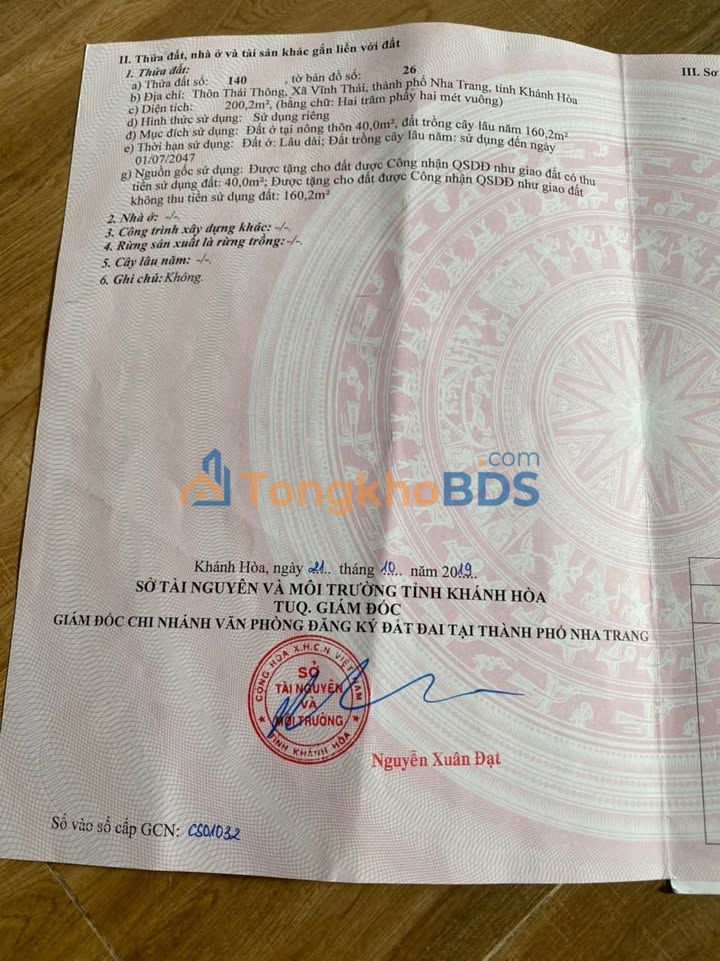 II. Thửa đất, nhà ở và tài sản khác gắn liền với đất
III. Sơ
1. Thửa đất:
a) Thửa đất số: 140 , tờ bản đồ số: 26
b) Địa chỉ: Thôn Thái Thông, Xã Vĩnh Thái, thành phố Nha Trang, tỉnh Khánh Hòa
c) Diện tích: 200,2m², (bằng chữ: Hai trăm phẩy hai mét vuông)
d) Hình thức sử dụng: Sử dụng riêng
đ) Mục đích sử dụng: Đất ở tại nông thôn 40,0m², đất trồng cây lâu năm 160,2m²
e) Thời hạn sử dụng: Đất ở: Lâu dài; Đất trồng cây lâu năm: sử dụng đến ngày
01/07/2047
g) Nguồn gốc sử dụng: Được tặng cho đất được Công nhận QSDĐ như giao đất có thu
tiền sử dụng đất: 40,0m²; Được tặng cho đất được Công nhận QSDĐ như giao đất
không thu tiền sử dụng đất: 160,2m²
2. Nhà ở: -/-.
3. Công trình xây dựng khác: -/-.
4. Rừng sản xuất là rừng trồng: -/-.
5. Cây lâu năm: -/-.
6. Ghi chú: Không.
TongkhoBDS.com
Khánh Hòa, ngày 21.. tháng 10.. năm 2019.
SỞ TÀI NGUYÊN VÀ MÔI TRƯỜNG TỈNH KHÁNH HÒA
TUQ. GIÁM ĐỐC
GIÁM ĐỐC CHI NHÁNH VĂN PHÒNG ĐĂNG KÝ ĐẤT ĐAI TẠI THÀNH PHỐ NHA TRANG
CỘNG HÒA X.H.C.N VIỆT NAM
SỞ
TÀI NGUYÊN
VÀ
MÔI TRƯỜNG
TỈNH KHÁNH HÒA
Nguyễn Xuân Đạt
Số vào sổ cấp GCN: CS01032